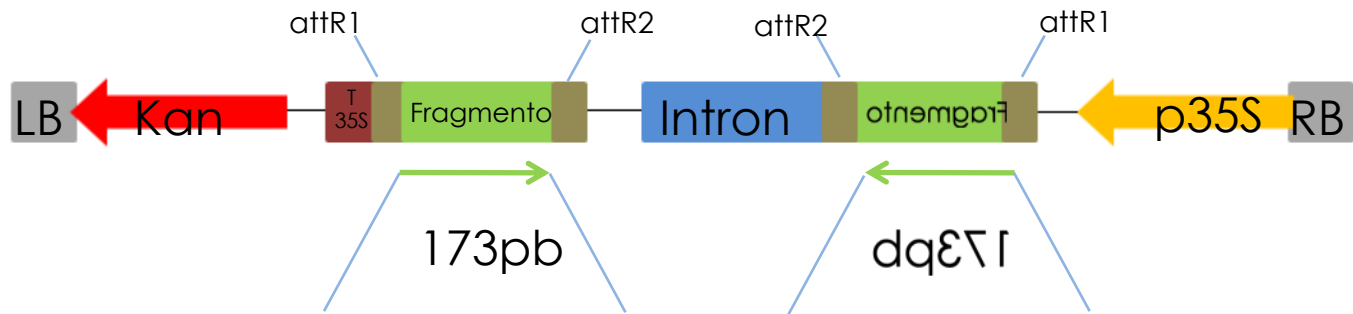 attR1
attR2
attR2
attR1
LB
Kan
T
35S
Fragmento
Intron
Fragmento
p35S
RB
173pb
173pb